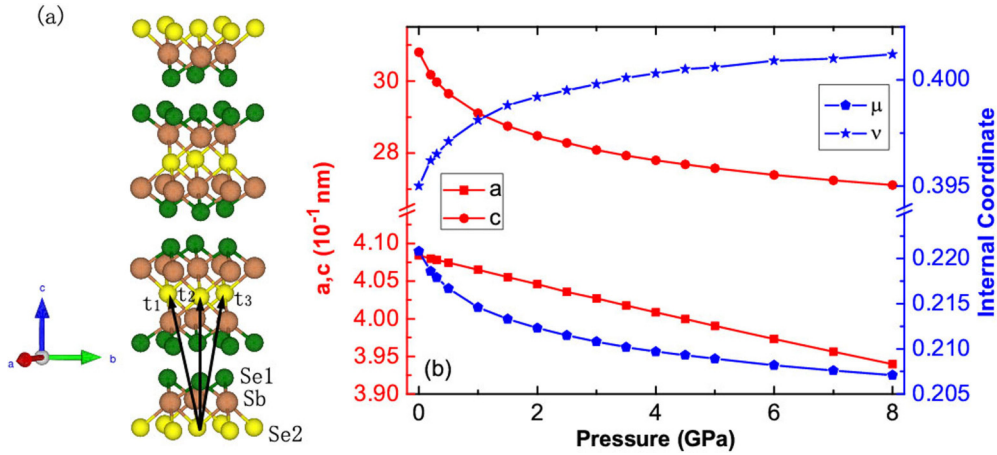 (a)
t1 t2 t3
Se1
Sb
Se2
c
a
b
a,c (10⁻¹ nm)
30
28
4.10
4.05
4.00
3.95
3.90
a
c
μ
ν
(b)
0.400
0.395
0.220
0.215
0.210
0.205
Internal Coordinate
0 2 4 6 8
Pressure (GPa)